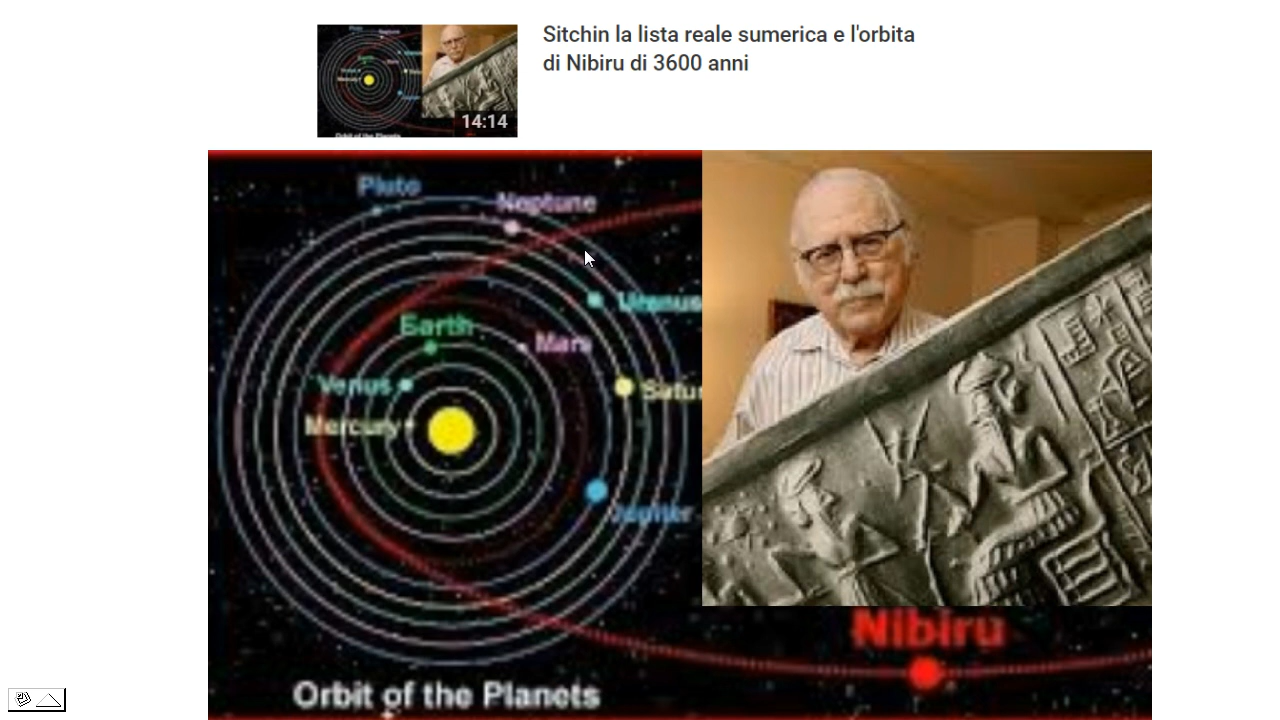 Sitchin la lista reale sumerica e l'orbita
di Nibiru di 3600 anni
14:14
Pluto
Neptune
Uranus
Earth
Mars
Venus
Satur
Mercury
Jupiter
Nibiru
Orbit of the Planets